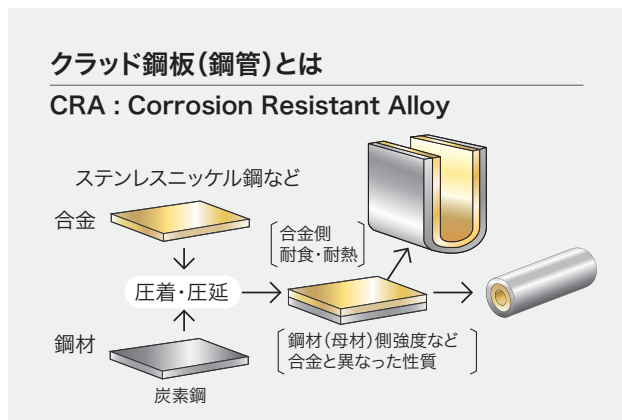 クラッド鋼板(鋼管)とは
CRA : Corrosion Resistant Alloy
ステンレスニッケル鋼など
合金
合金側
耐食・耐熱
圧着・圧延
鋼材
炭素鋼
鋼材(母材)側強度など
合金と異なった性質